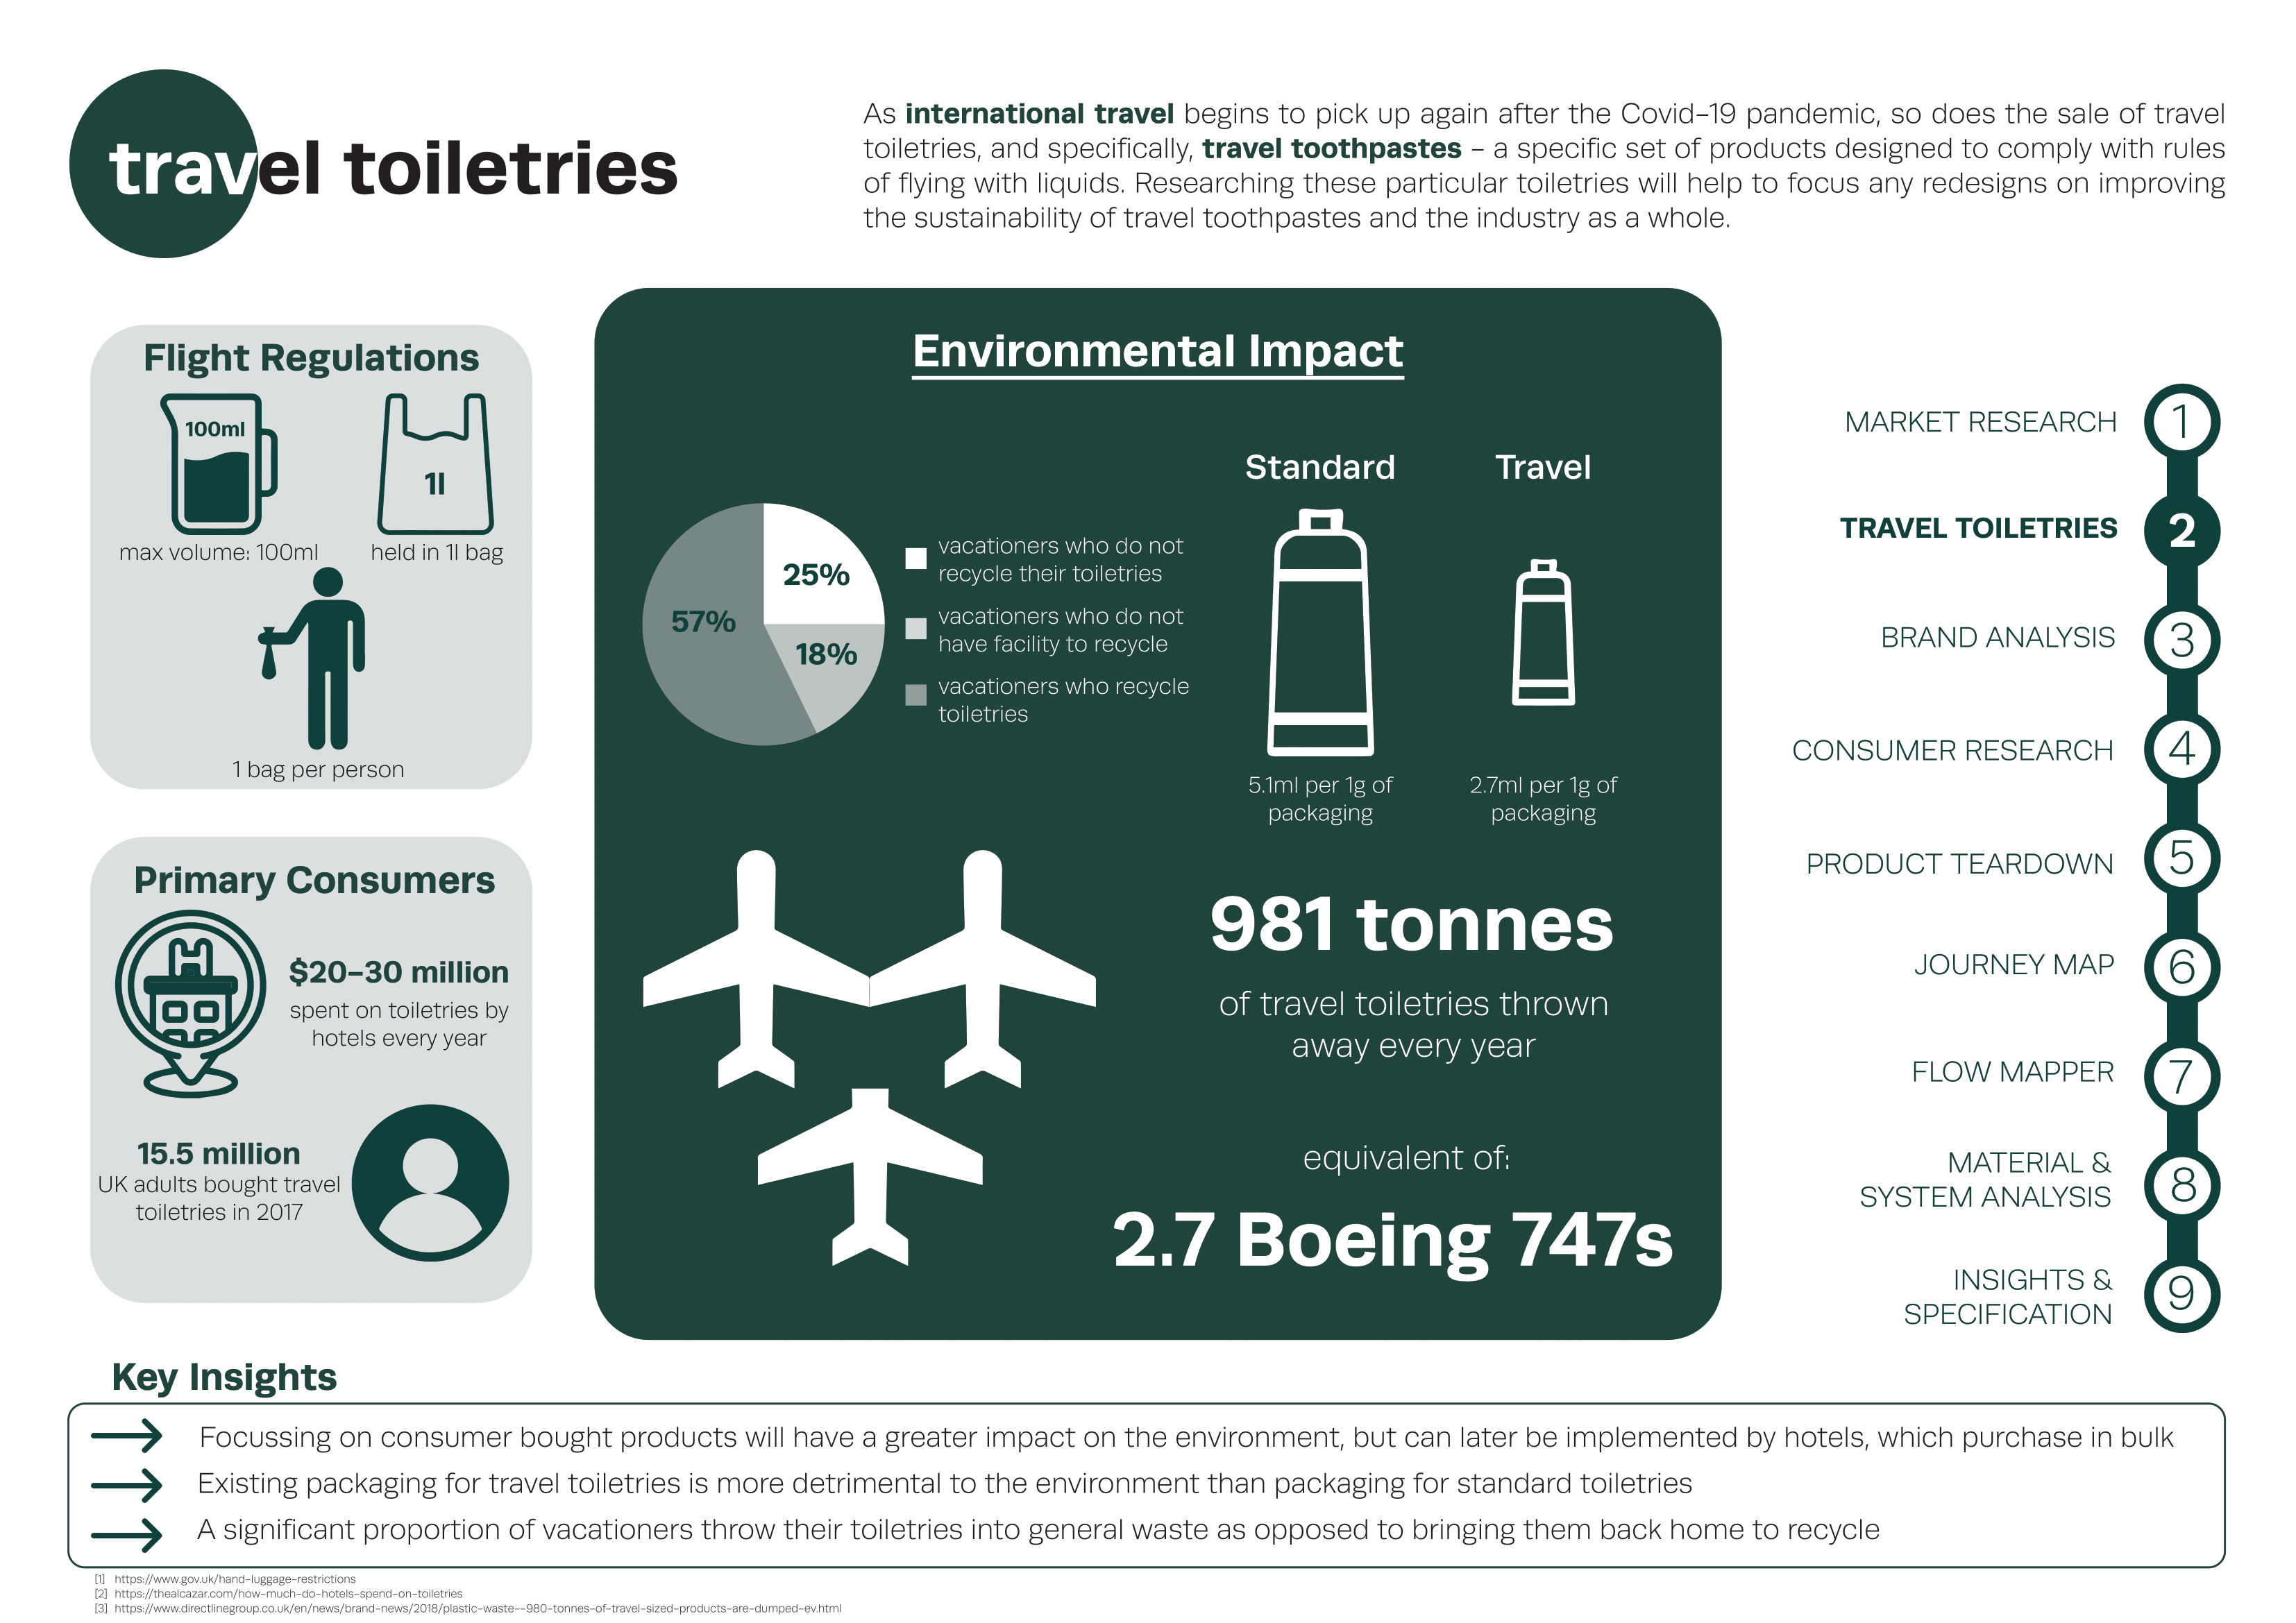 travel toiletries
As international travel begins to pick up again after the Covid-19 pandemic, so does the sale of travel
toiletries, and specifically, travel toothpastes - a specific set of products designed to comply with rules
of flying with liquids. Researching these particular toiletries will help to focus any redesigns on improving
the sustainability of travel toothpastes and the industry as a whole.
Flight Regulations
100ml
1l
max volume: 100ml
held in 1l bag
1 bag per person
Primary Consumers
$20-30 million
spent on toiletries by
hotels every year
15.5 million
UK adults bought travel
toiletries in 2017
Environmental Impact
25%
18%
57%
vacationers who do not
recycle their toiletries
vacationers who do not
have facility to recycle
vacationers who recycle
toiletries
Standard
5.1ml per 1g of
packaging
Travel
2.7ml per 1g of
packaging
981 tonnes
of travel toiletries thrown
away every year
equivalent of:
2.7 Boeing 747s
MARKET RESEARCH 1
TRAVEL TOILETRIES 2
BRAND ANALYSIS 3
CONSUMER RESEARCH 4
PRODUCT TEARDOWN 5
JOURNEY MAP 6
FLOW MAPPER 7
MATERIAL &
SYSTEM ANALYSIS 8
INSIGHTS &
SPECIFICATION 9
Key Insights
Focussing on consumer bought products will have a greater impact on the environment, but can later be implemented by hotels, which purchase in bulk
Existing packaging for travel toiletries is more detrimental to the environment than packaging for standard toiletries
A significant proportion of vacationers throw their toiletries into general waste as opposed to bringing them back home to recycle
[1] https://www.gov.uk/hand-luggage-restrictions
[2] https://thealcazar.com/how-much-do-hotels-spend-on-toiletries
[3] https://www.directlinegroup.co.uk/en/news/brand-news/2018/plastic-waste--980-tonnes-of-travel-sized-products-are-dumped-ev.html